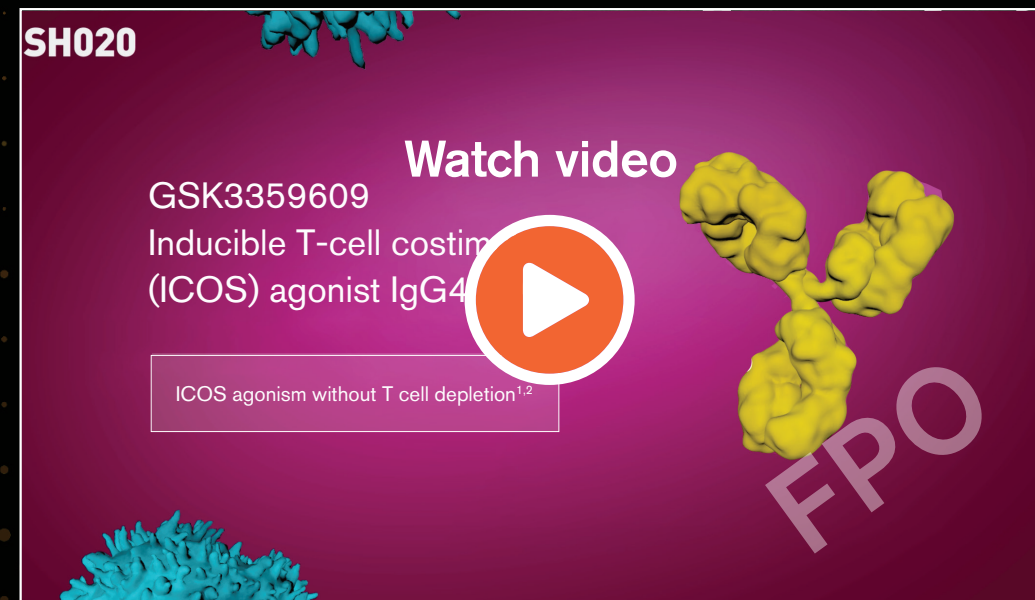 SH020
Watch video
GSK3359609
Inducible T-cell costim
(ICOS) agonist IgG4
ICOS agonism without T cell depletion¹,²
FPO